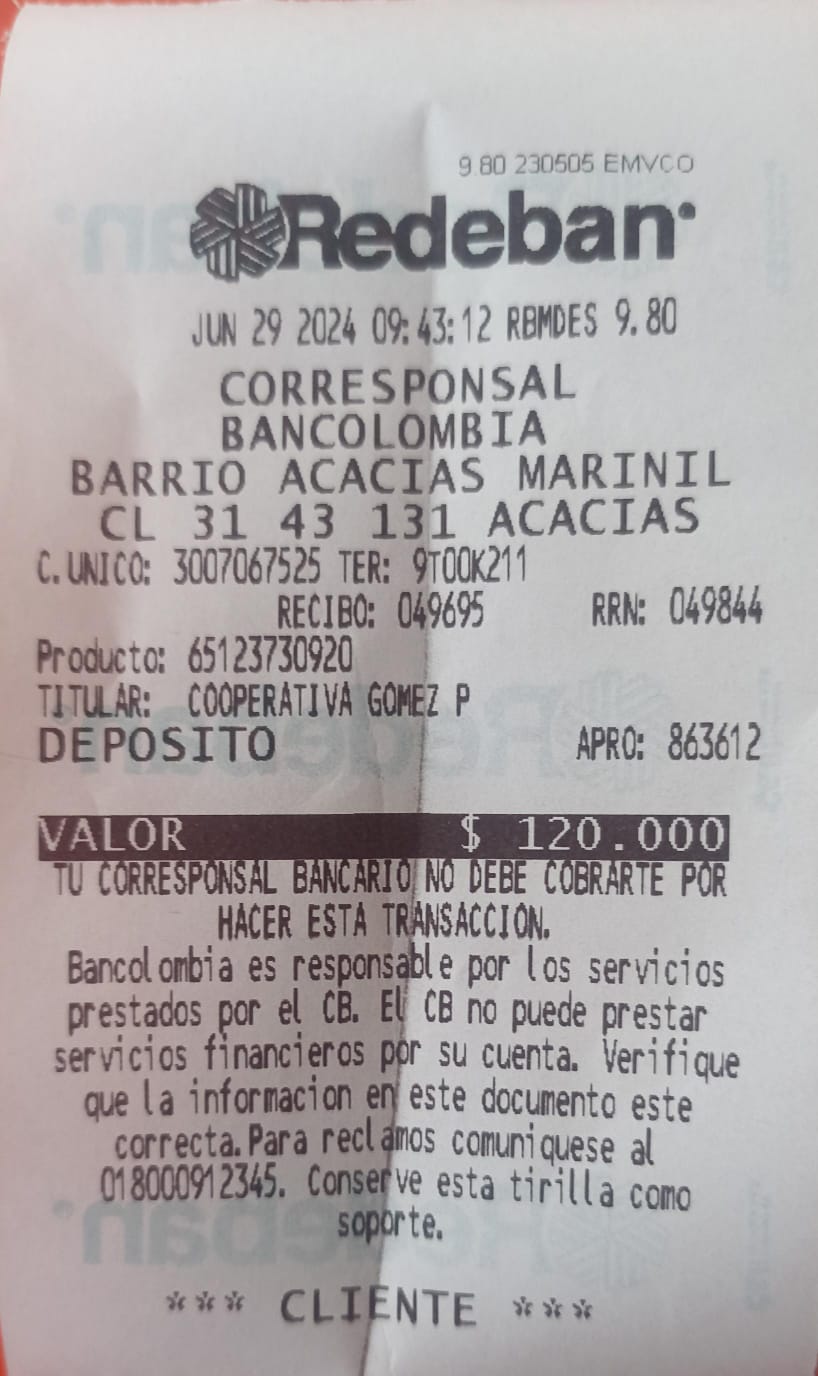 9.80 230505 EMVCO
Redeban
JUN 29 2024 09:43:12 RBMDES 9.80
CORRESPONSAL
BANCOLOMBIA
BARRIO ACACIAS MARINIL
CL 31 43 131 ACACIAS
C.UNICO: 3007067525 TER: 9T00K211
RECIBO: 049695 RRN: 049844
Producto: 65123730920
TITULAR: COOPERATIVA GOMEZ P
DEPOSITO APRO: 863612
VALOR $ 120.000
TU CORRESPONSAL BANCARIO NO DEBE COBRARTE POR
HACER ESTA TRANSACCION.
Bancolombia es responsable por los servicios
prestados por el CB. El CB no puede prestar
servicios financieros por su cuenta. Verifique
que la informacion en este documento este
correcta.Para reclamos comuniquese al
018000912345. Conserve esta tirilla como
soporte.
*** CLIENTE ***